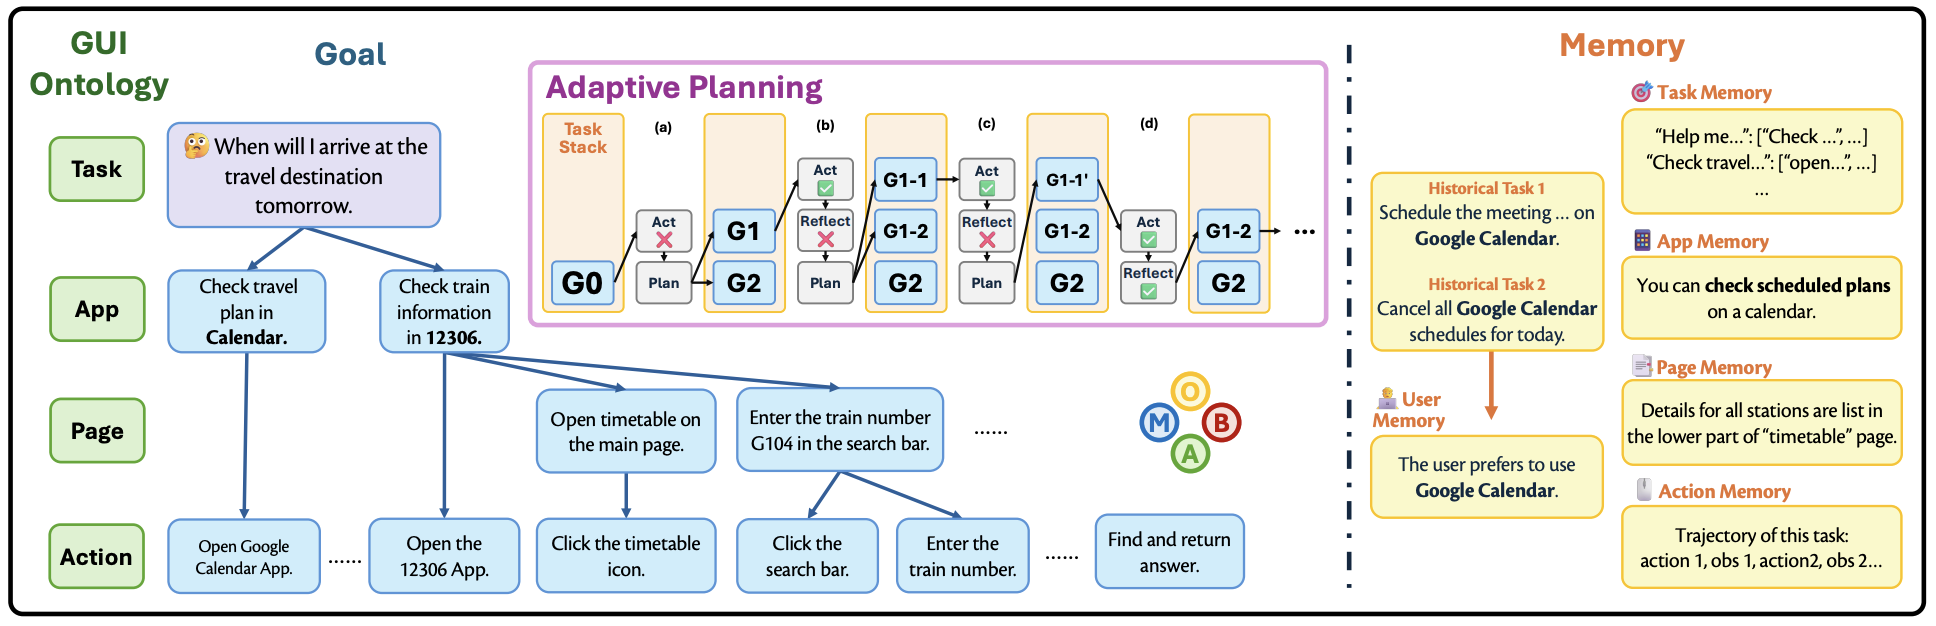 GUI
Ontology
Goal
Task
App
Page
Action
When will I arrive at the
travel destination
tomorrow.
Check travel
plan in
Calendar.
Check train
information
in 12306.
Open timetable on
the main page.
Enter the train number
G104 in the search bar.
......
Open Google
Calendar App.
......
Open the
12306 App.
Click the timetable
icon.
Click the
search bar.
Enter the
train number.
......
Find and return
answer.
Adaptive Planning
Task
Stack
G0
(a)
Act
Plan
G1
G2
(b)
Act
Reflect
Plan
G1-1
G1-2
G2
(c)
Act
Reflect
Plan
G1-1'
G1-2
G2
(d)
Act
Reflect
G1-2
G2
...
M
O
B
A
Memory
Historical Task 1
Schedule the meeting ... on
Google Calendar.
Historical Task 2
Cancel all Google Calendar
schedules for today.
User
Memory
The user prefers to use
Google Calendar.
Task Memory
“Help me...”: [“Check ...”, ...]
“Check travel...”: [“open...”, ...]
...
App Memory
You can check scheduled plans
on a calendar.
Page Memory
Details for all stations are list in
the lower part of “timetable” page.
Action Memory
Trajectory of this task:
action 1, obs 1, action2, obs 2...